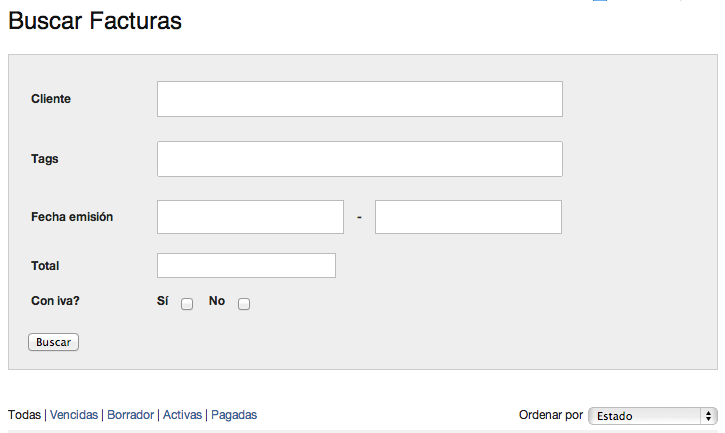 Buscar Facturas
Cliente
Tags
Fecha emisión -
Total
Con iva? Sí No
Buscar
Todas | Vencidas | Borrador | Activas | Pagadas Ordenar por Estado